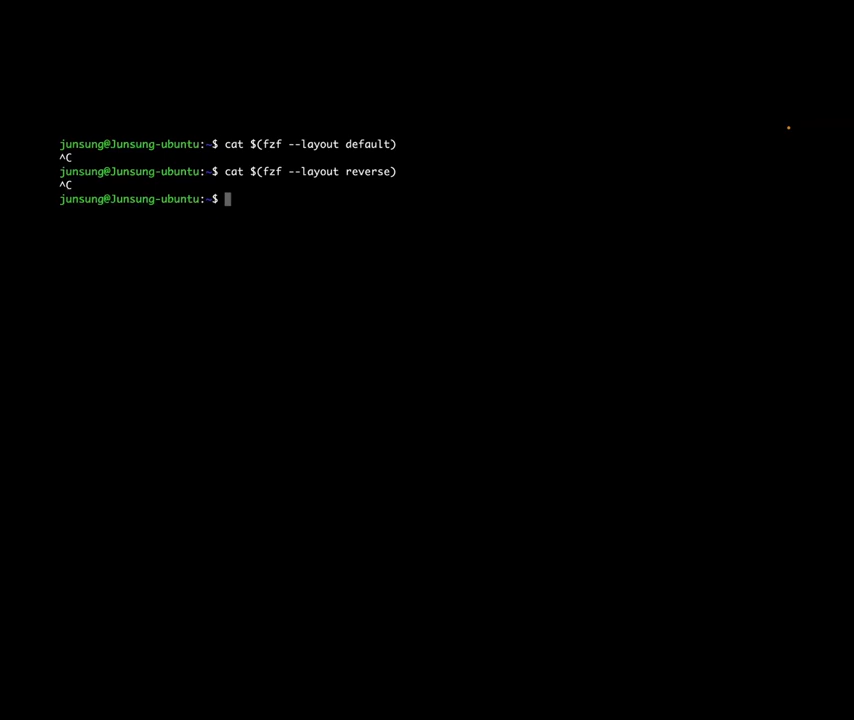 junsung@Junsung-ubuntu:~$ cat $(fzf --layout default)
^C
junsung@Junsung-ubuntu:~$ cat $(fzf --layout reverse)
^C
junsung@Junsung-ubuntu:~$